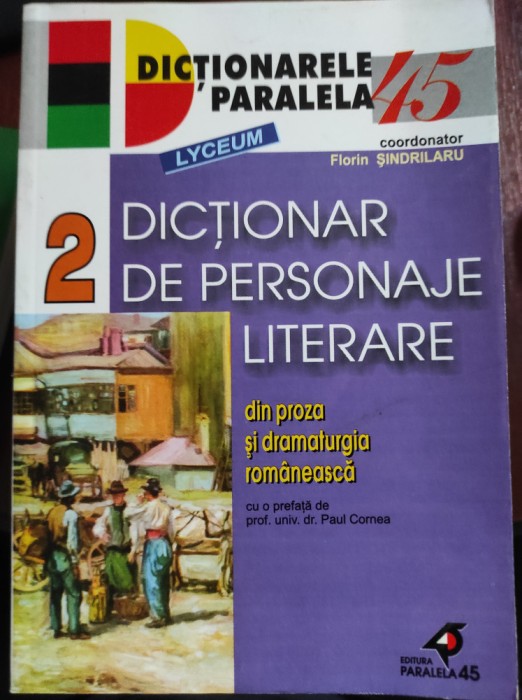 DICȚIONARELE
PARALELA 45
LYCEUM
coordonator
Florin ȘINDRILARU
2
DICȚIONAR
DE PERSONAJE
LITERARE
din proza
și dramaturgia
românească
cu o prefață de
prof. univ. dr. Paul Cornea
45
EDITURA
PARALELA 45